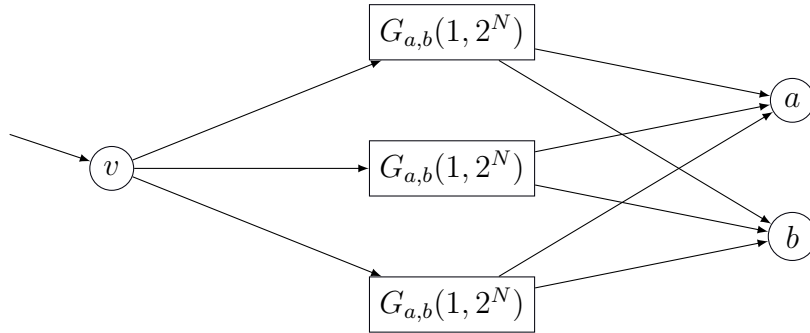 $G_{a,b}(1, 2^N)$
$a$
$v$
$G_{a,b}(1, 2^N)$
$b$
$G_{a,b}(1, 2^N)$